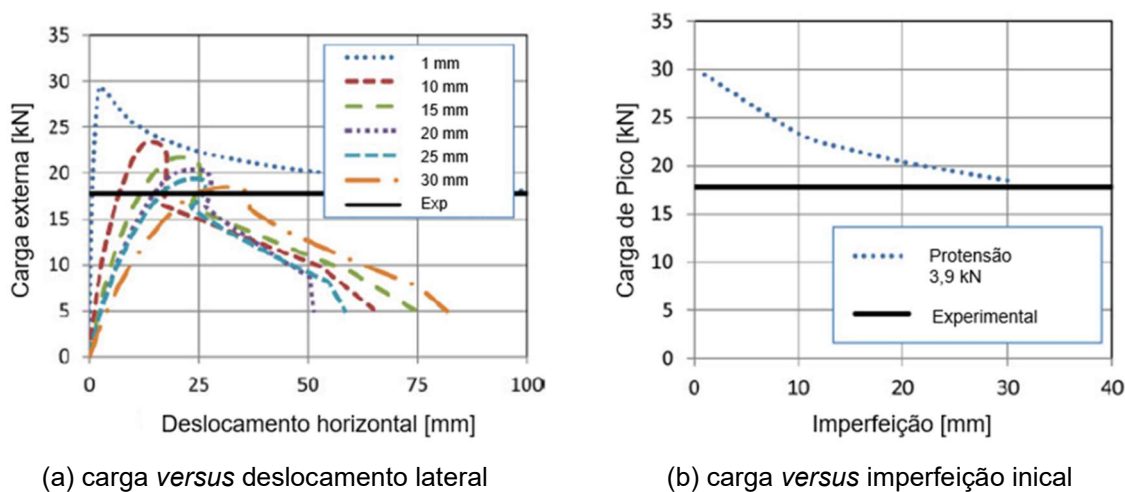 35
30
25
20
15
10
5
0
0
25
50
75
100
Carga externa [kN]
Deslocamento horizontal [mm]
1 mm
10 mm
15 mm
20 mm
25 mm
30 mm
Exp
(a) carga versus deslocamento lateral
35
30
25
20
15
10
5
0
0
10
20
30
40
Carga de Pico [kN]
Imperfeição [mm]
Protensão
3,9 kN
Experimental
(b) carga versus imperfeição inical